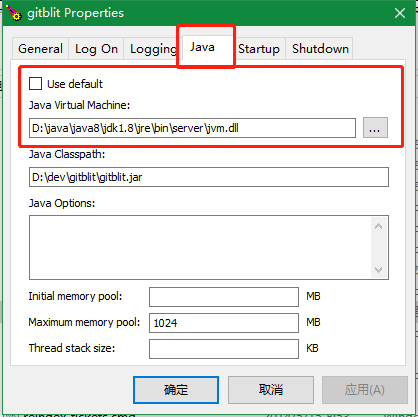 gitblit Properties
General Log On Logging Java Startup Shutdown
Use default
Java Virtual Machine:
D:\java\java8\jdk1.8\jre\bin\server\jvm.dll
...
Java Classpath:
D:\dev\gitblit\gitblit.jar
Java Options:
Initial memory pool: MB
Maximum memory pool: 1024 MB
Thread stack size: KB
确定 取消 应用(A)